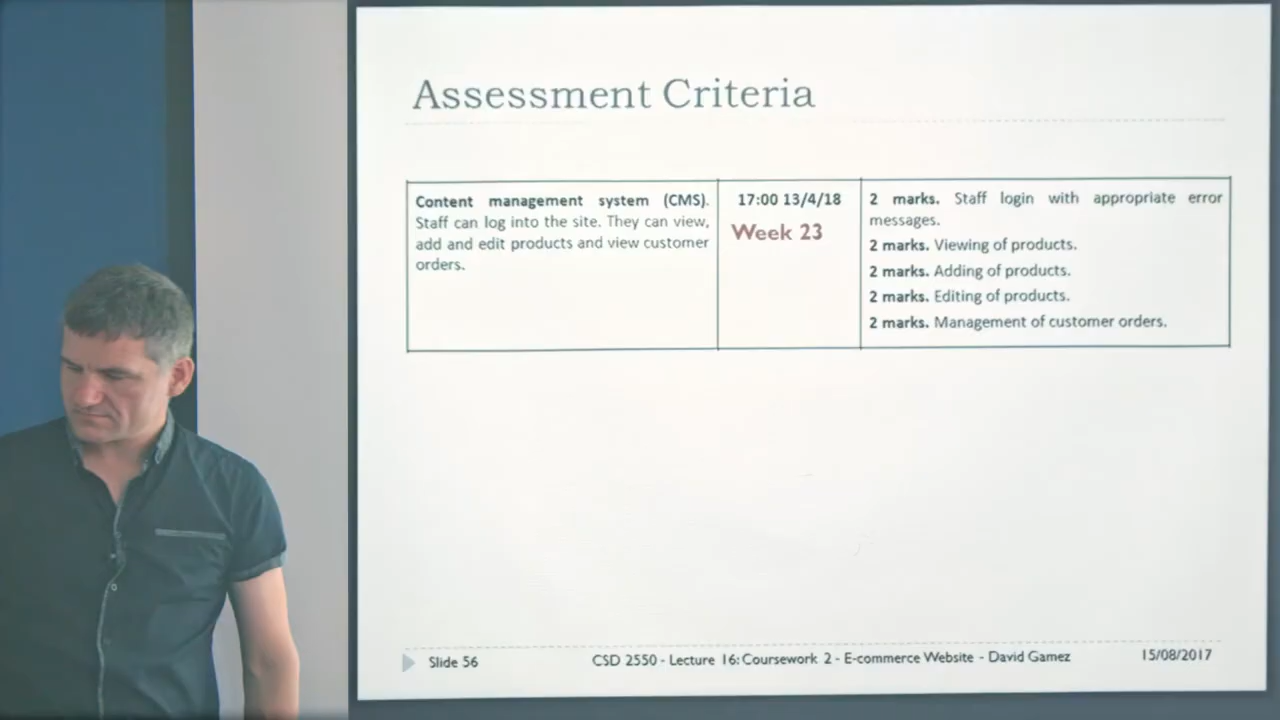 Assessment Criteria
Content management system (CMS).
Staff can log into the site. They can view,
add and edit products and view customer
orders.
17:00 13/4/18
Week 23
2 marks. Staff login with appropriate error
messages.
2 marks. Viewing of products.
2 marks. Adding of products.
2 marks. Editing of products.
2 marks. Management of customer orders.
Slide 56
CSD 2550 - Lecture 16: Coursework 2 - E-commerce Website - David Gamez
15/08/2017